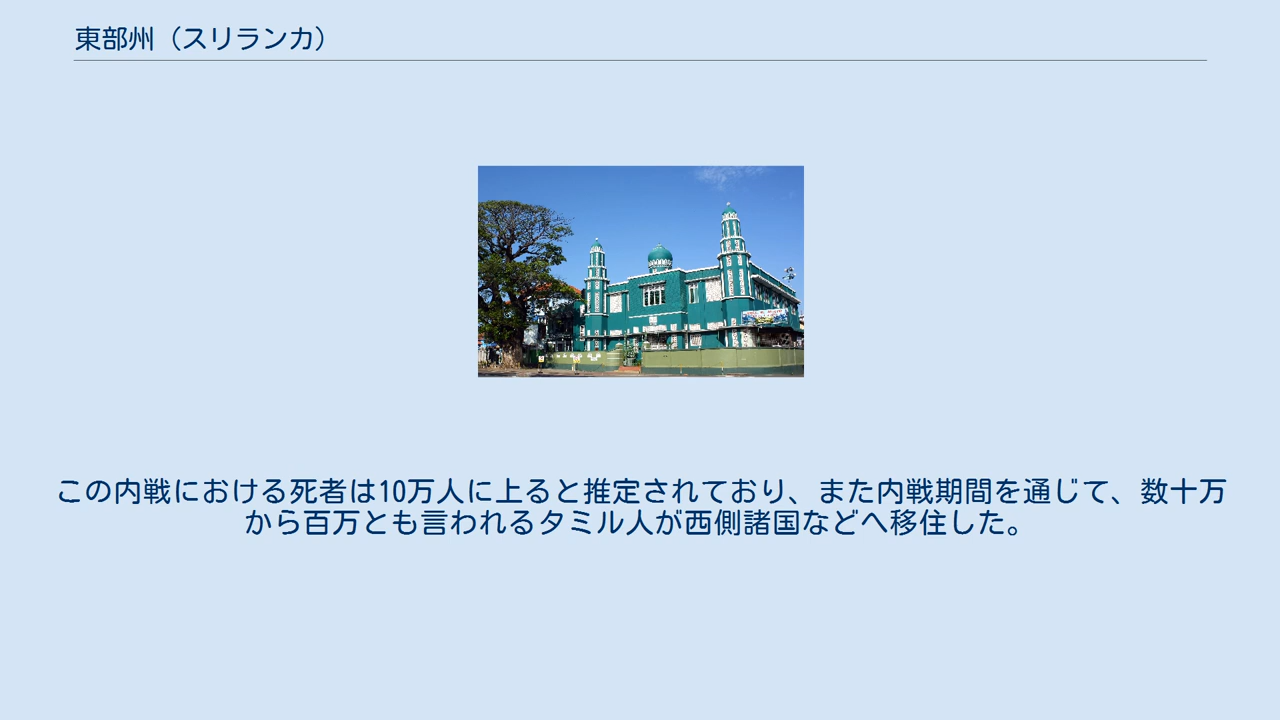 東部州（スリランカ）
この内戦における死者は10万人に上ると推定されており、また内戦期間を通じて、数十万
から百万とも言われるタミル人が西側諸国などへ移住した。